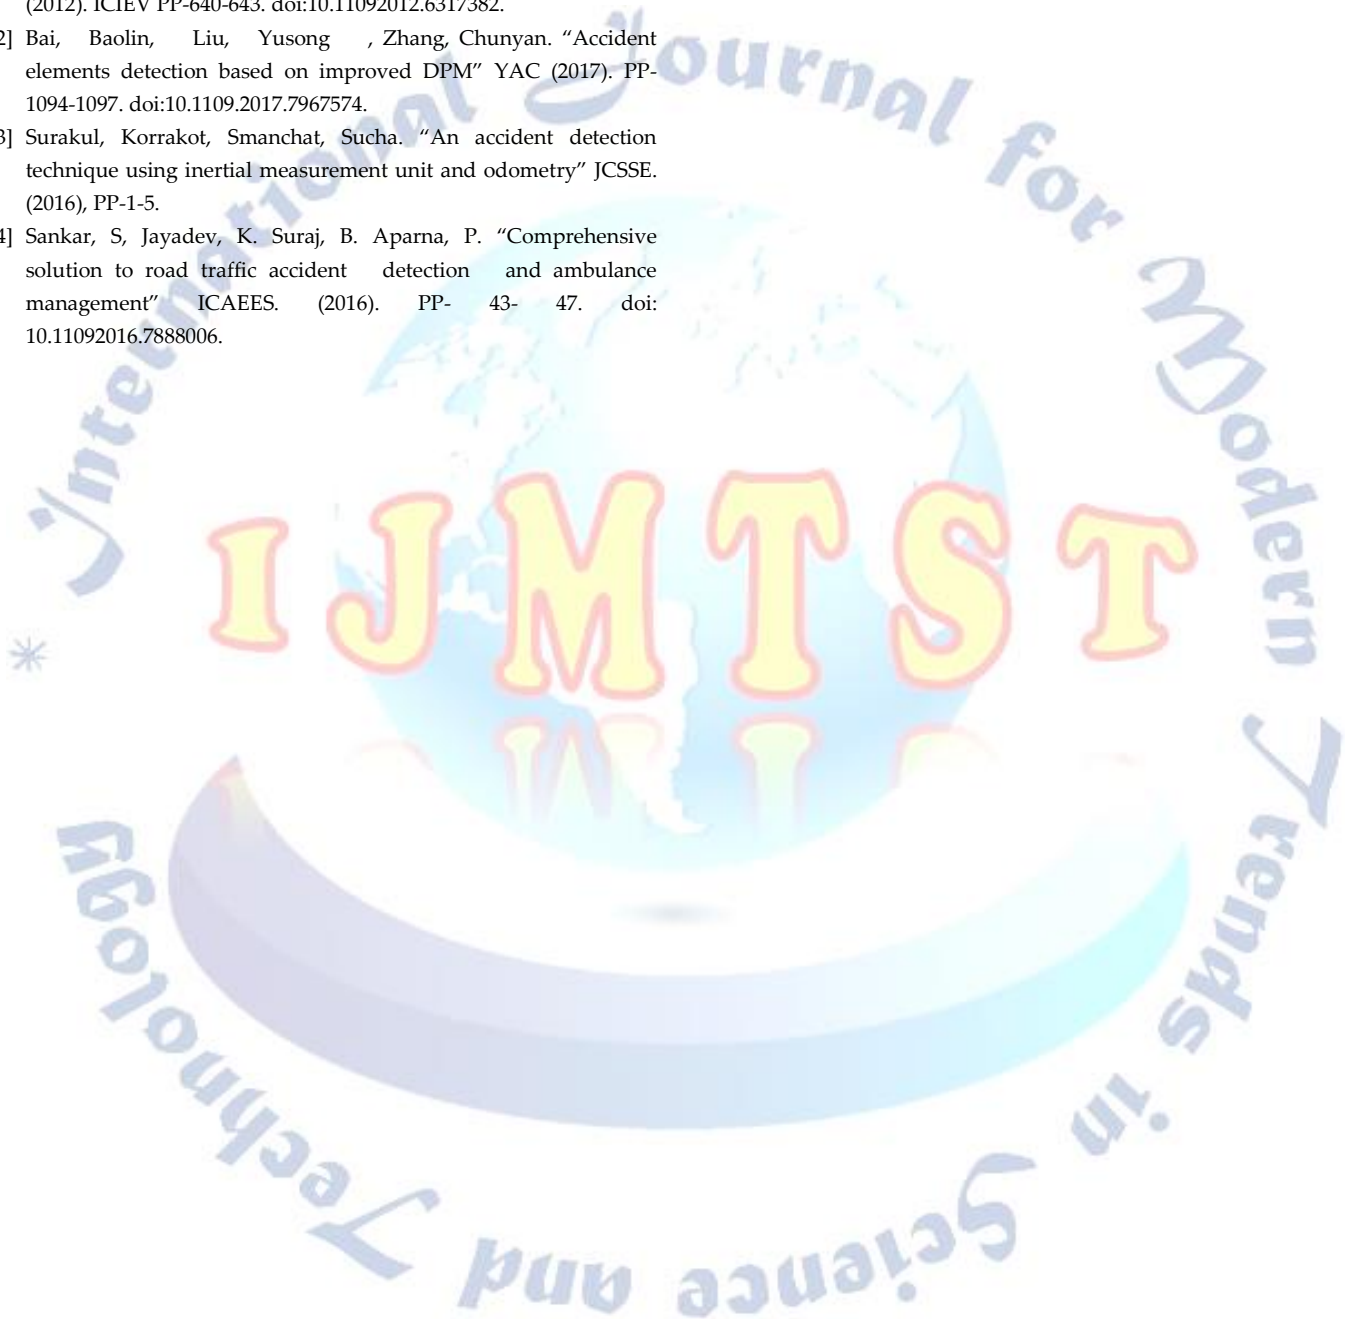 (2012). ICIEV PP-640-643. doi:10.11092012.6317382.
2] Bai, Baolin, Liu, Yusong , Zhang, Chunyan. “Accident
elements detection based on improved DPM” YAC (2017). PP-
1094-1097. doi:10.1109.2017.7967574.
3] Surakul, Korrakot, Smanchat, Sucha. “An accident detection
technique using inertial measurement unit and odometry” JCSSE.
(2016), PP-1-5.
4] Sankar, S, Jayadev, K. Suraj, B. Aparna, P. “Comprehensive
solution to road traffic accident detection and ambulance
management” ICAEES. (2016). PP- 43- 47. doi:
10.11092016.7888006.
International Journal for Modern Trends in Science and Technology
IJMTST